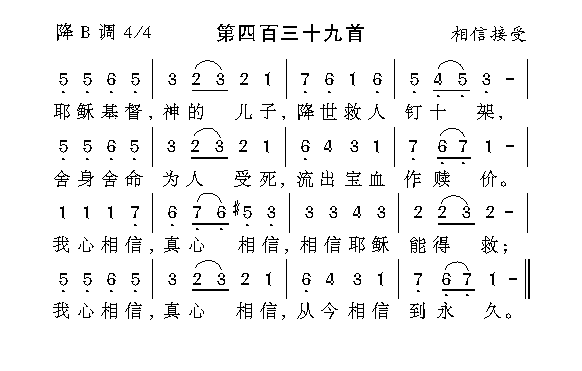 降B调4/4 第四百三十九首 相信接受
5 5 6 5 | 3 2 3 2 1 | 7 6 1 6 | 5 4 5 3 - |
耶稣基督,神的 儿子,降世救人 钉十 架,
5 5 6 5 | 3 2 3 2 1 | 6 4 3 1 | 7 6 7 1 - |
舍身舍命 为人 受死,流出宝血 作赎 价。
1 1 1 7 | 6 7 6 #5 3 | 3 3 4 3 | 2 2 3 2 - |
我心相信,真心 相信,相信耶稣 能得 救;
5 5 6 5 | 3 2 3 2 1 | 6 4 3 1 | 7 6 7 1 - ‖
我心相信,真心 相信,从今相信 到永 久。